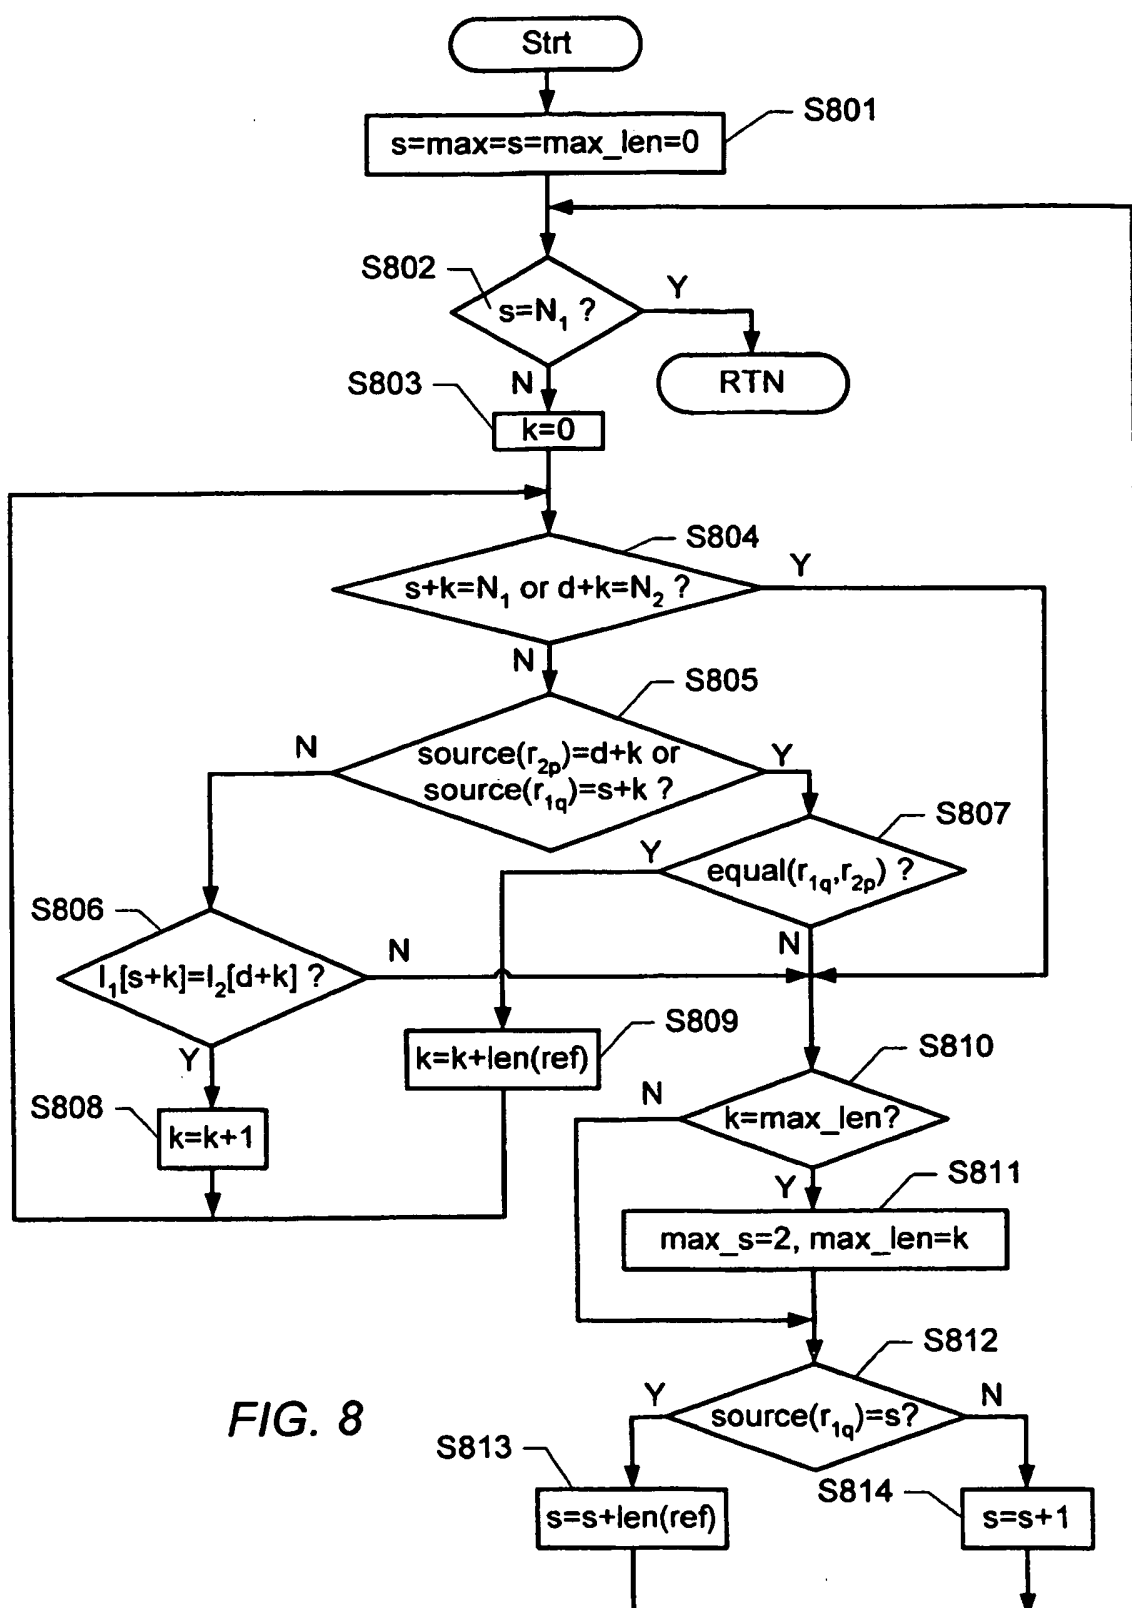 Strt
S801
s=max=s=max_len=0
S802
Y
s=N₁ ?
RTN
N
S803
k=0
S804
Y
s+k=N₁ or d+k=N₂ ?
N
S805
N
Y
source(r₂ₚ)=d+k or
source(r₁q)=s+k ?
S807
Y
equal(r₁q,r₂ₚ) ?
S806
N
N
I₁[s+k]=I₂[d+k] ?
S809
Y
k=k+len(ref)
S810
S808
N
k=max_len?
k=k+1
Y
S811
max_s=2, max_len=k
S812
FIG. 8
Y
N
source(r₁q)=s?
S813
S814
s=s+len(ref)
s=s+1